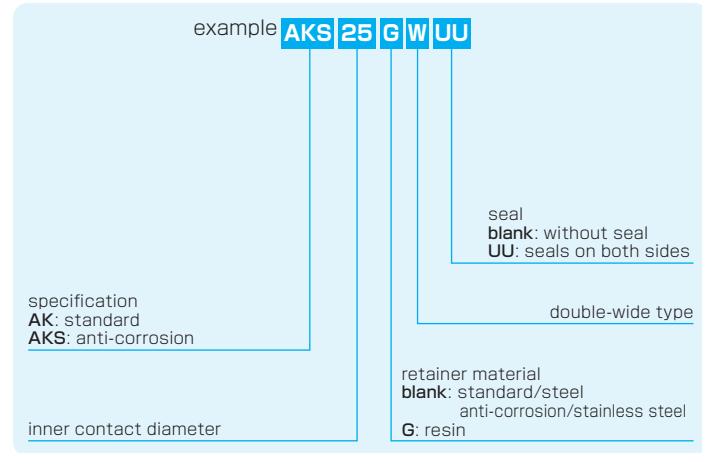 example AKS 25 G W UU
seal
blank: without seal
UU: seals on both sides
specification
AK: standard
AKS: anti-corrosion
double-wide type
retainer material
blank: standard/steel
anti-corrosion/stainless steel
G: resin
inner contact diameter